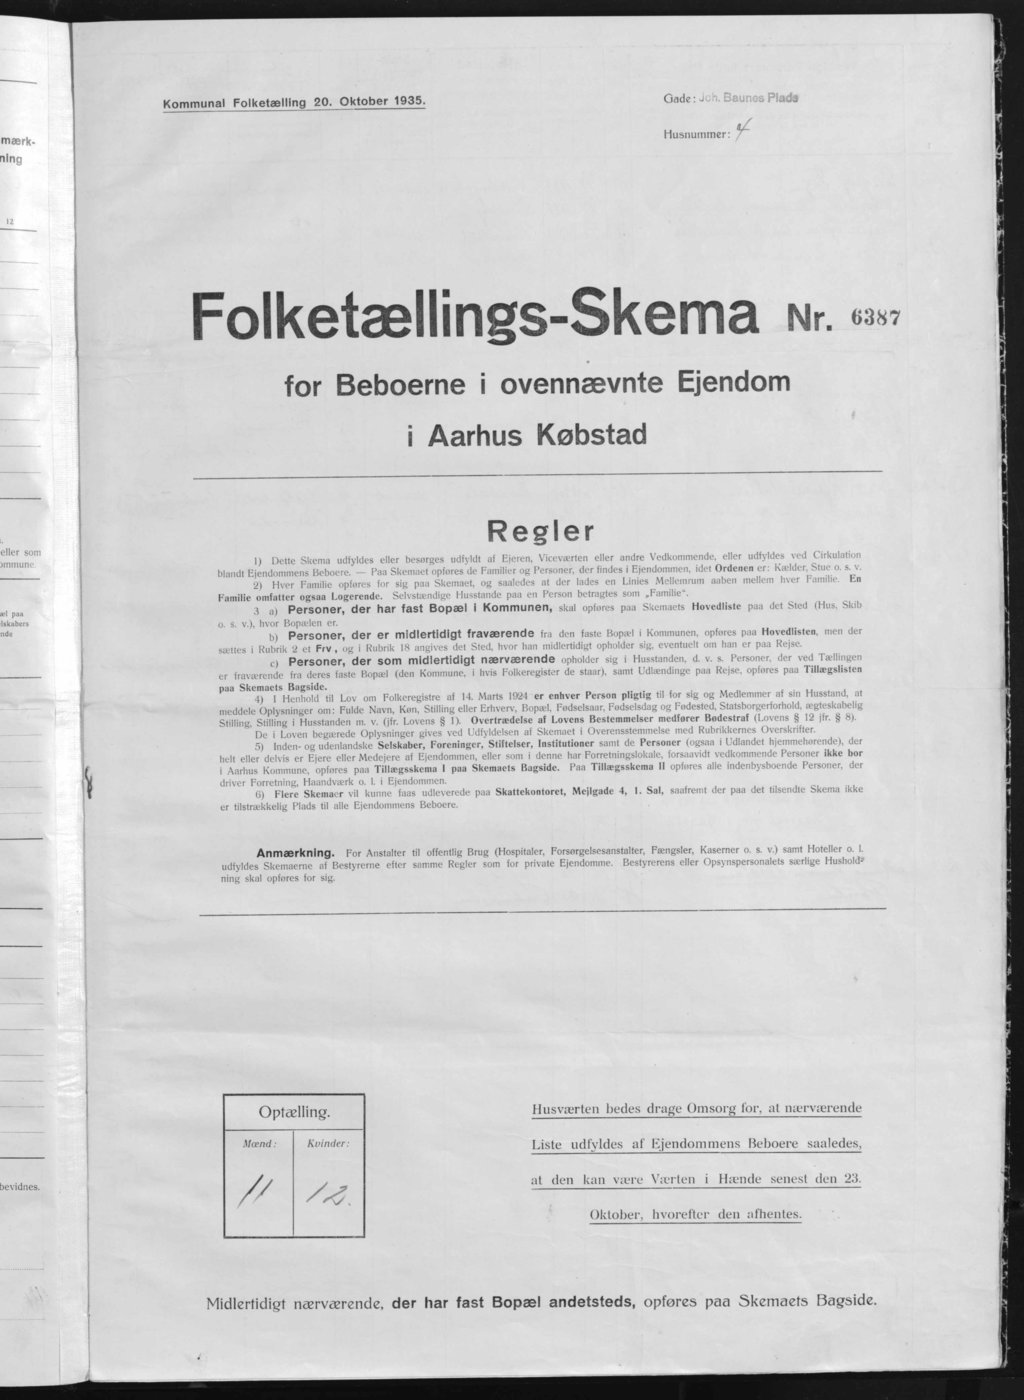 mærk-
ning
12
eller som
ommune
æl paa
lskabers
nde
bevidnes.
Kommunal Folketælling 20. Oktober 1935.
Gade: Joh. Baunes Plads
Husnummer: 4
Folketællings-Skema Nr. 6387
for Beboerne i ovennævnte Ejendom
i Aarhus Købstad
Regler
1) Dette Skema udfyldes eller besørges udfyldt af Ejeren, Viceværten eller andre Vedkommende, eller udfyldes ved Cirkulation
blandt Ejendommens Beboere. — Paa Skemaet opføres de Familier og Personer, der findes i Ejendommen, idet Ordenen er: Kælder, Stue o. s. v.
2) Hver Familie opføres for sig paa Skemaet, og saaledes at der lades en Linies Mellemrum aaben mellem hver Familie. En
Familie omfatter ogsaa Logerende. Selvstændige Husstande paa en Person betragtes som „Familie“.
3 a) Personer, der har fast Bopæl i Kommunen, skal opføres paa Skemaets Hovedliste paa det Sted (Hus, Skib
o. s. v.), hvor Bopælen er.
b) Personer, der er midlertidigt fraværende fra den faste Bopæl i Kommunen, opføres paa Hovedlisten, men der
sættes i Rubrik 2 et Frv, og i Rubrik 18 angives det Sted, hvor han midlertidigt opholder sig, eventuelt om han er paa Rejse.
c) Personer, der som midlertidigt nærværende opholder sig i Husstanden, d. v. s. Personer, der ved Tællingen
er fraværende fra deres faste Bopæl (den Kommune, i hvis Folkeregister de staar), samt Udlændinge paa Rejse, opføres paa Tillægslisten
paa Skemaets Bagside.
4) I Henhold til Lov om Folkeregistre af 14. Marts 1924 er enhver Person pligtig til for sig og Medlemmer af sin Husstand, at
meddele Oplysninger om: Fulde Navn, Køn, Stilling eller Erhverv, Bopæl, Fødselsaar, Fødselsdag og Fødested, Statsborgerforhold, ægteskabelig
Stilling, Stilling i Husstanden m. v. (jfr. Lovens § 1). Overtrædelse af Lovens Bestemmelser medfører Bødestraf (Lovens § 12 jfr. § 8).
De i Loven begærede Oplysninger gives ved Udfyldelsen af Skemaet i Overensstemmelse med Rubrikkernes Overskrifter.
5) Inden- og udenlandske Selskaber, Foreninger, Stiftelser, Institutioner samt de Personer (ogsaa i Udlandet hjemmehørende), der
helt eller delvis er Ejere eller Medejere af Ejendommen, eller som i denne har Forretningslokale, forsaavidt vedkommende Personer ikke bor
i Aarhus Kommune, opføres paa Tillægsskema I paa Skemaets Bagside. Paa Tillægsskema II opføres alle indenbysboende Personer, der
driver Forretning, Haandværk o. l. i Ejendommen.
6) Flere Skemaer vil kunne faas udleverede paa Skattekontoret, Mejlgade 4, 1. Sal, saafremt der paa det tilsendte Skema ikke
er tilstrækkelig Plads til alle Ejendommens Beboere.
Anmærkning. For Anstalter til offentlig Brug (Hospitaler, Forsørgelsesanstalter, Fængsler, Kaserner o. s. v.) samt Hoteller o. l.
udfyldes Skemaerne af Bestyrerne efter samme Regler som for private Ejendomme. Bestyrerens eller Opsynspersonalets særlige Hushold-
ning skal opføres for sig.
Optælling.
Mænd: Kvinder:
11 12.
Husværten bedes drage Omsorg for, at nærværende
Liste udfyldes af Ejendommens Beboere saaledes,
at den kan være Værten i Hænde senest den 23.
Oktober, hvorefter den afhentes.
Midlertidigt nærværende, der har fast Bopæl andetsteds, opføres paa Skemaets Bagside.